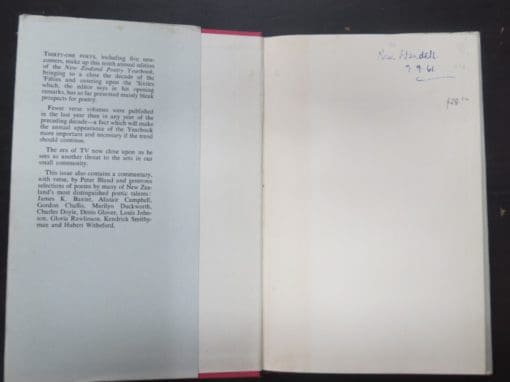 THIRTY-ONE POETS, including five new-
comers, make up this tenth annual edition
of the New Zealand Poetry Yearbook,
bringing to a close the decade of the
'Fifties and entering upon the 'Sixties
which, the editor says in his opening
remarks, has so far presented mainly bleak
prospects for poetry.
Fewer verse volumes were published
in the last year than in any year of the
preceding decade—a fact which will make
the annual appearance of the Yearbook
more important and necessary if the trend
should continue.
The era of TV now close upon us he
sees as another threat to the arts in our
small community.
This issue also contains a commentary,
with verse, by Peter Bland and generous
selections of poems by many of New Zea-
land's most distinguished poetic talents:
James K. Baxter, Alistair Campbell,
Gordon Challis, Marilyn Duckworth,
Charles Doyle, Denis Glover, Louis John-
son, Gloria Rawlinson, Kendrick Smithy-
man and Hubert Witheford.
9.61